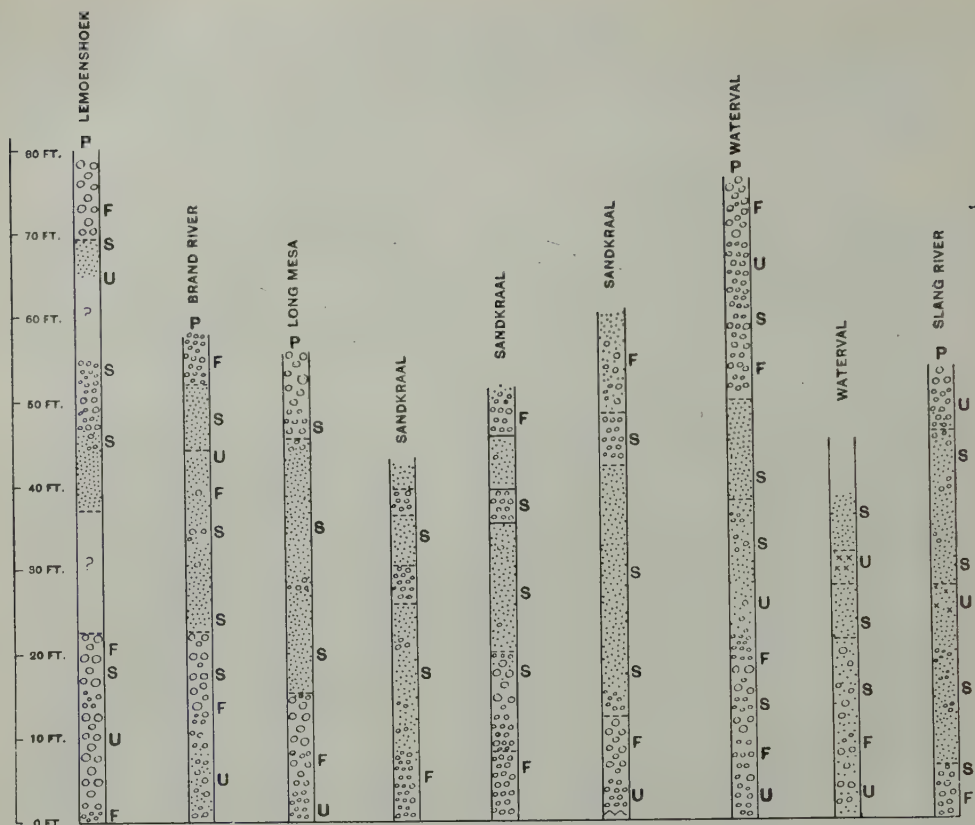 80 FT.
70 FT.
60 FT.
50 FT.
40 FT.
30 FT.
20 FT.
10 FT.
0 FT.
LEMOENSHOEK
P
F
S
U
?
S
S
?
F
S
U
F
BRAND RIVER
P
F
S
U
F
S
S
S
F
U
LONG MESA
P
S
S
S
F
U
SANDKRAAL
S
S
F
SANDKRAAL
F
S
S
S
F
SANDKRAAL
F
S
S
S
U
WATERVAL
P
F
U
S
F
S
S
U
F
S
F
U
WATERVAL
S
U
S
S
F
U
SLANG RIVER
P
U
S
S
U
S
S
F